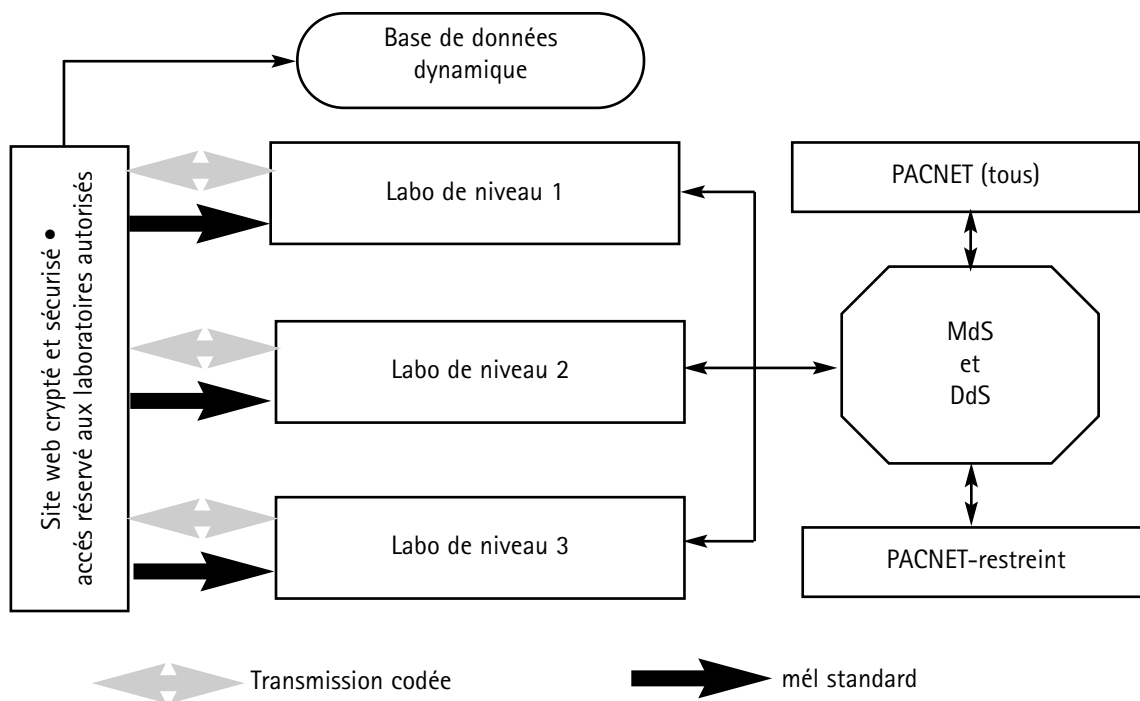 Base de données
dynamique
Site web crypté et sécurisé •
accés réservé aux laboratoires autorisés
Labo de niveau 1
PACNET (tous)
Labo de niveau 2
MdS
et
DdS
Labo de niveau 3
PACNET-restreint
Transmission codée
mél standard